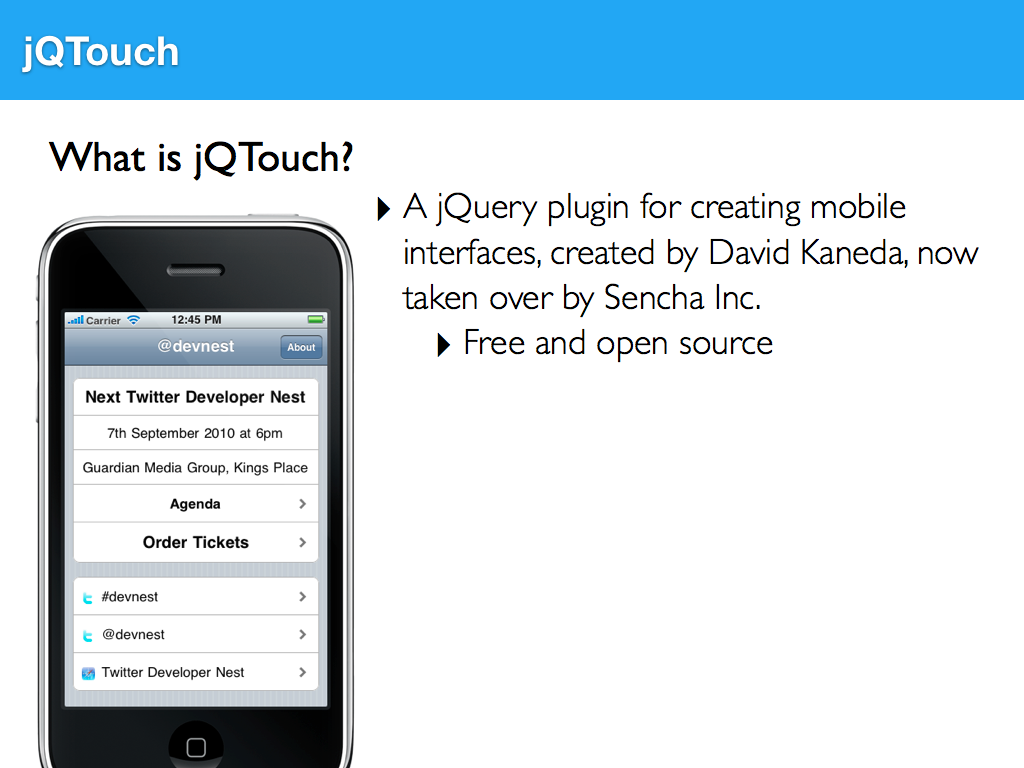 jQTouch
What is jQTouch?
A jQuery plugin for creating mobile
interfaces, created by David Kaneda, now
taken over by Sencha Inc.
Free and open source
Carrier 12:45 PM
@devnest About
Next Twitter Developer Nest
7th September 2010 at 6pm
Guardian Media Group, Kings Place
Agenda
Order Tickets
#devnest
@devnest
Twitter Developer Nest